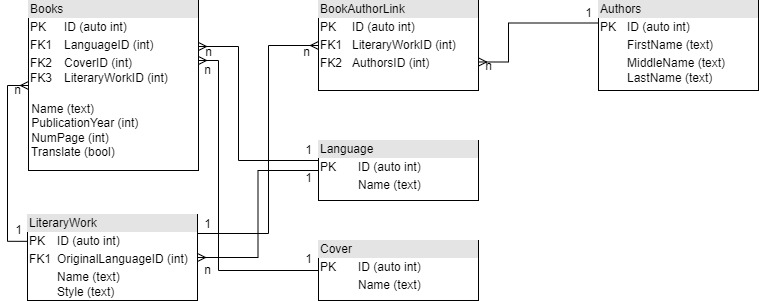 Books
PK ID (auto int)
FK1 LanguageID (int)
FK2 CoverID (int)
FK3 LiteraryWorkID (int)
Name (text)
PublicationYear (int)
NumPage (int)
Translate (bool)
n
n
n
BookAuthorLink
PK ID (auto int)
FK1 LiteraryWorkID (int)
FK2 AuthorsID (int)
n
n
1
Authors
PK ID (auto int)
FirstName (text)
MiddleName (text)
LastName (text)
1
1
Language
PK ID (auto int)
Name (text)
1
1
LiteraryWork
PK ID (auto int)
FK1 OriginalLanguageID (int)
Name (text)
Style (text)
n
1
Cover
PK ID (auto int)
Name (text)